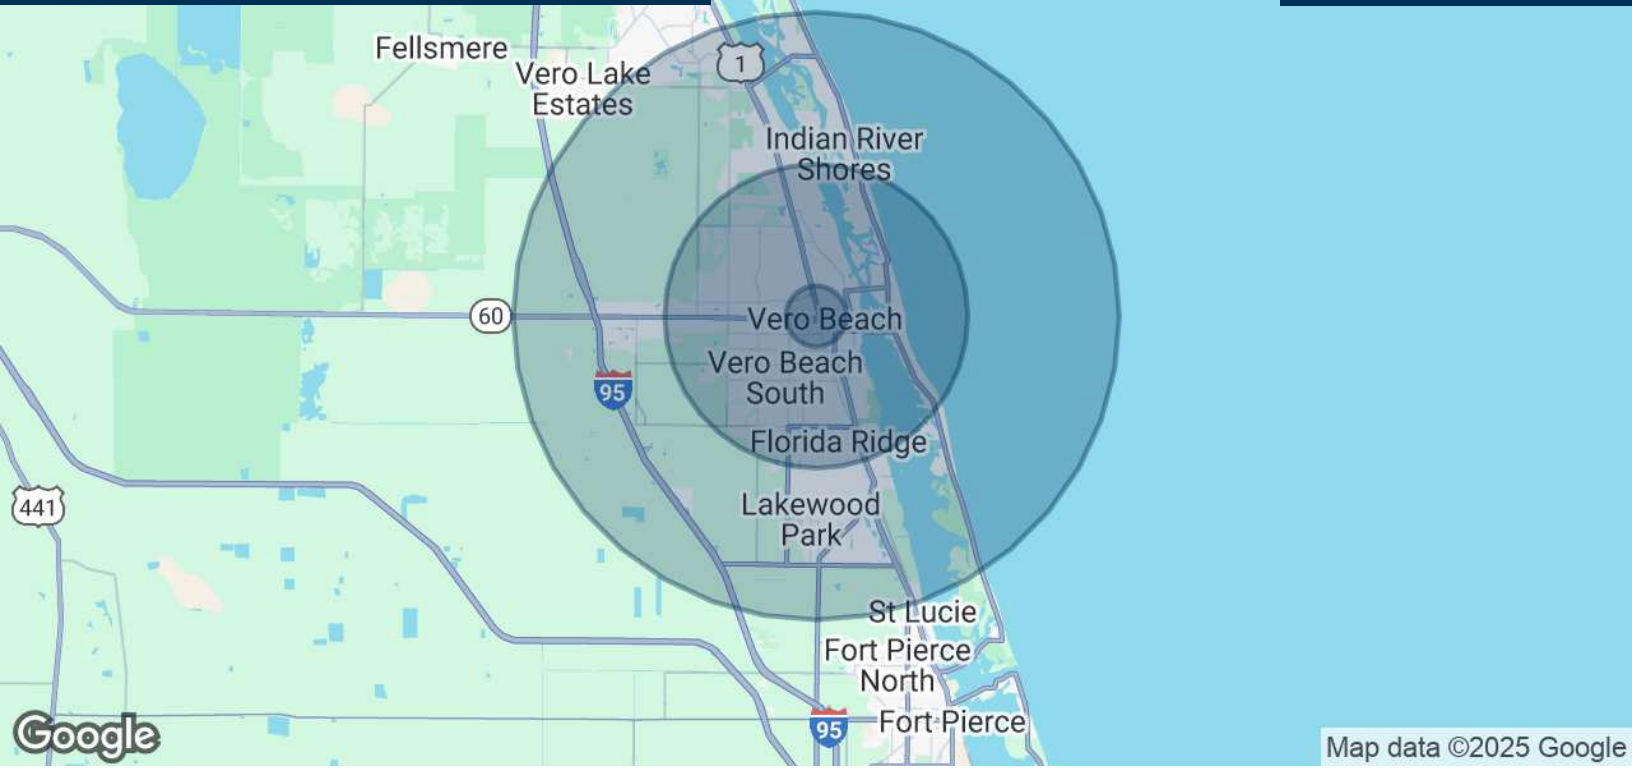 Fellsmere
Vero Lake
Estates
1
Indian River
Shores
60
Vero Beach
Vero Beach
South
95
Florida Ridge
441
Lakewood
Park
St Lucie
Fort Pierce
North
Fort Pierce
95
Google
Map data ©2025 Google